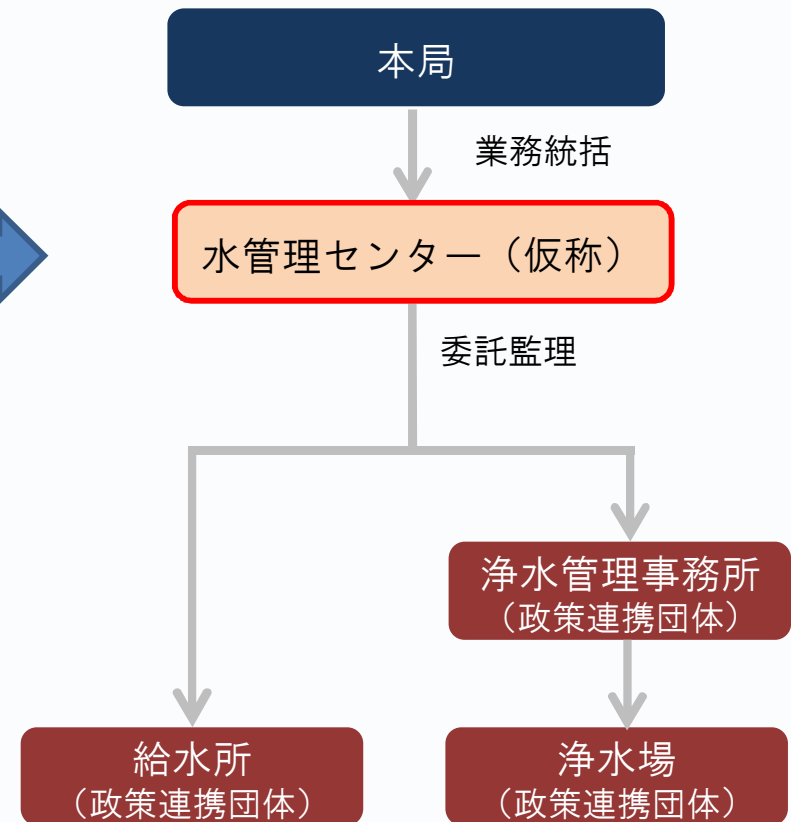 本局
業務統括
水管理センター（仮称）
委託監理
浄水管理事務所
（政策連携団体）
給水所
（政策連携団体）
浄水場
（政策連携団体）